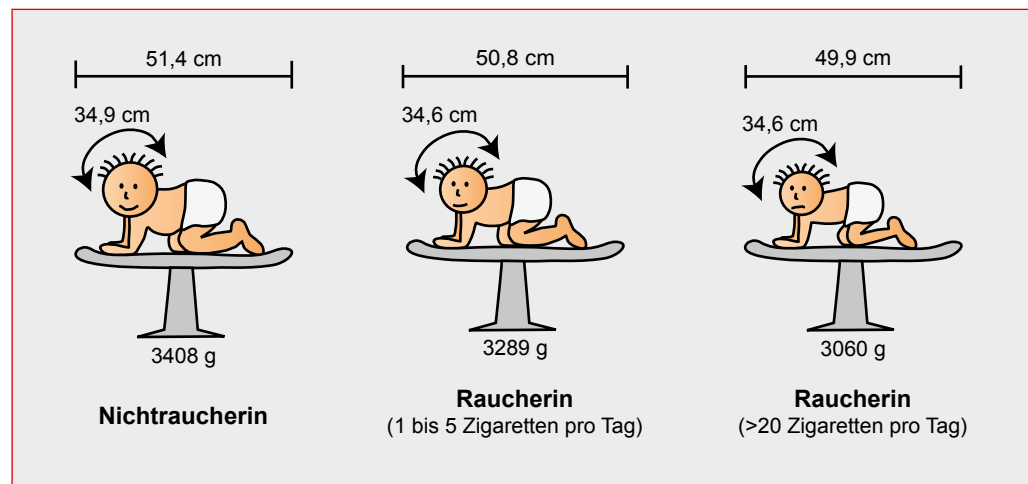 51,4 cm
34,9 cm
3408 g
Nichtraucherin
50,8 cm
34,6 cm
3289 g
Raucherin
(1 bis 5 Zigaretten pro Tag)
49,9 cm
34,6 cm
3060 g
Raucherin
(>20 Zigaretten pro Tag)